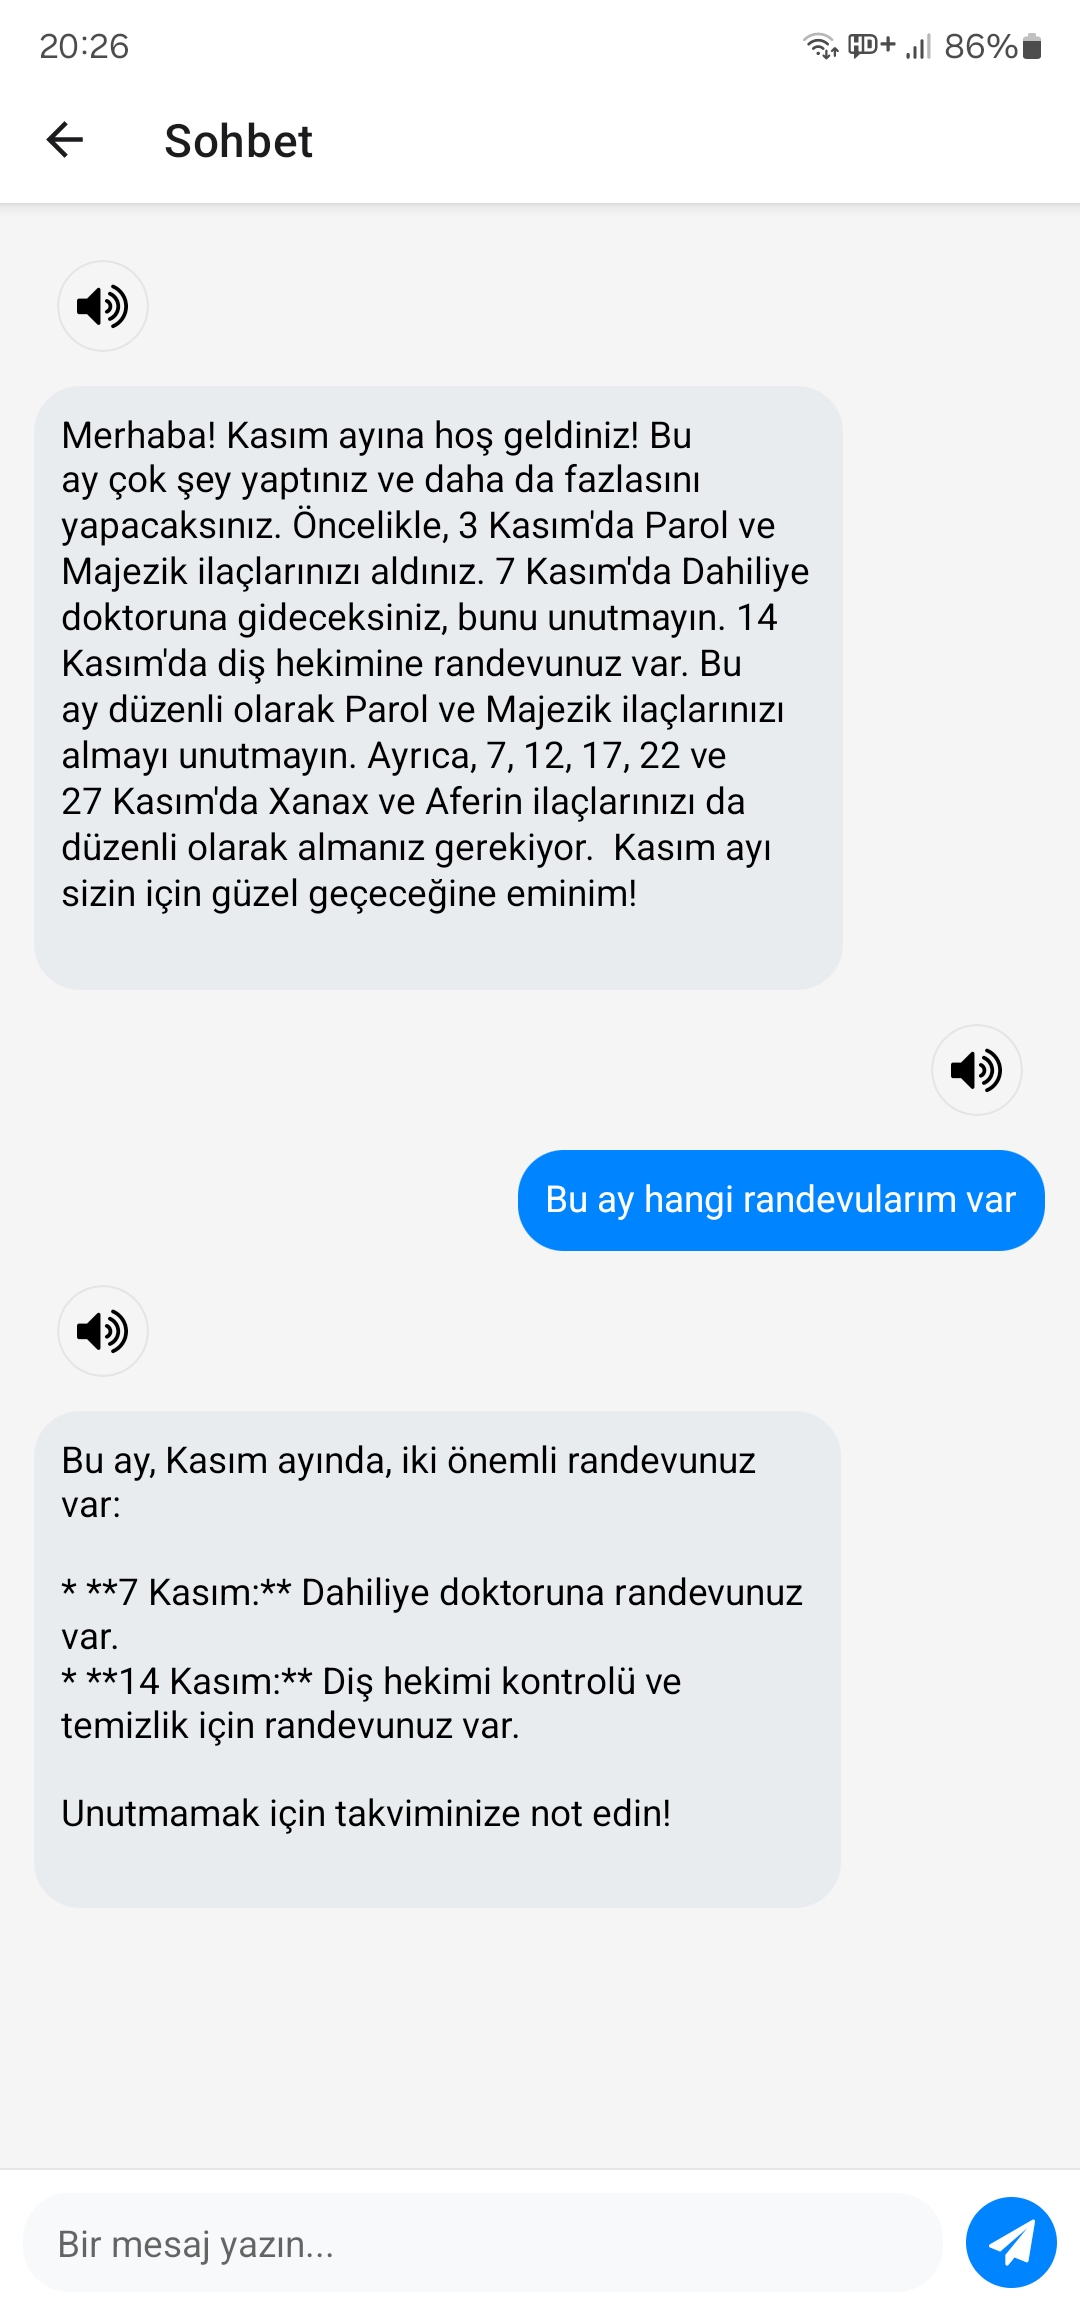 20:26
HD+ 86%
Sohbet
Merhaba! Kasım ayına hoş geldiniz! Bu
ay çok şey yaptınız ve daha da fazlasını
yapacaksınız. Öncelikle, 3 Kasım'da Parol ve
Majezik ilaçlarınızı aldınız. 7 Kasım'da Dahiliye
doktoruna gideceksiniz, bunu unutmayın. 14
Kasım'da diş hekimine randevunuz var. Bu
ay düzenli olarak Parol ve Majezik ilaçlarınızı
almayı unutmayın. Ayrıca, 7, 12, 17, 22 ve
27 Kasım'da Xanax ve Aferin ilaçlarınızı da
düzenli olarak almanız gerekiyor.  Kasım ayı
sizin için güzel geçeceğine eminim!
Bu ay hangi randevularım var
Bu ay, Kasım ayında, iki önemli randevunuz
var:
* **7 Kasım:** Dahiliye doktoruna randevunuz
var.
* **14 Kasım:** Diş hekimi kontrolü ve
temizlik için randevunuz var.
Unutmamak için takviminize not edin!
Bir mesaj yazın...